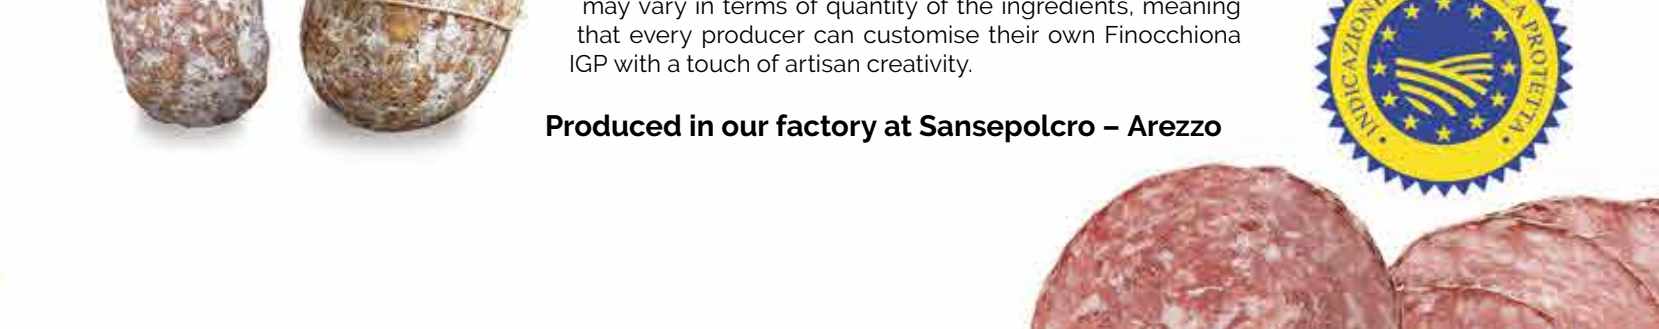 may vary in terms of quantity of the ingredients, meaning
that every producer can customise their own Finocchiona
IGP with a touch of artisan creativity.
Produced in our factory at Sansepolcro – Arezzo
INDICAZIONE
A PROTETTA